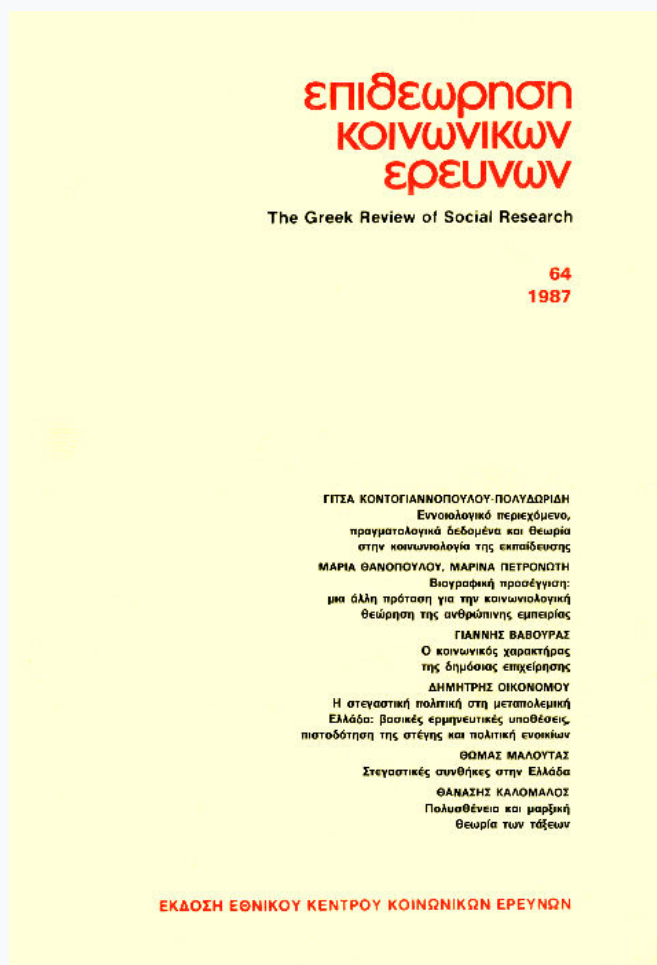 επιθεωρηση
κοινωνικων
ερευνων
The Greek Review of Social Research
64
1987
ΓΙΤΣΑ ΚΟΝΤΟΓΙΑΝΝΟΠΟΥΛΟΥ-ΠΟΛΥΔΩΡΙΔΗ
Εννοιολογικό περιεχόμενο,
πραγματολογικά δεδομένα και θεωρία
στην κοινωνιολογία της εκπαίδευσης
ΜΑΡΙΑ ΘΑΝΟΠΟΥΛΟΥ, ΜΑΡΙΝΑ ΠΕΤΡΟΝΩΤΗ
Βιογραφική προσέγγιση:
μια άλλη πρόταση για την κοινωνιολογική
θεώρηση της ανθρώπινης εμπειρίας
ΓΙΑΝΝΗΣ ΒΑΒΟΥΡΑΣ
Ο κοινωνικός χαρακτήρας
της δημόσιας επιχείρησης
ΔΗΜΗΤΡΗΣ ΟΙΚΟΝΟΜΟΥ
Η στεγαστική πολιτική στη μεταπολεμική
Ελλάδα: βασικές ερμηνευτικές υποθέσεις,
πιστοδότηση της στέγης και πολιτική ενοικίων
ΘΩΜΑΣ ΜΑΛΟΥΤΑΣ
Στεγαστικές συνθήκες στην Ελλάδα
ΘΑΝΑΣΗΣ ΚΑΛΟΜΑΛΟΣ
Πολυσθένεια και μαρξική
θεωρία των τάξεων
ΕΚΔΟΣΗ ΕΘΝΙΚΟΥ ΚΕΝΤΡΟΥ ΚΟΙΝΩΝΙΚΩΝ ΕΡΕΥΝΩΝ